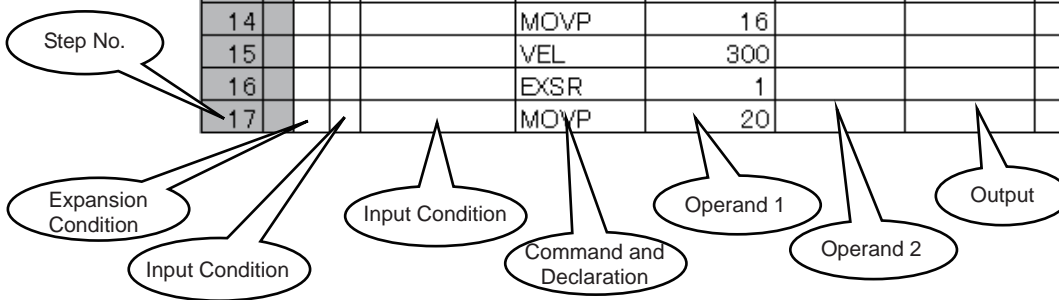 14 MOVP 16
15 VEL 300
16 EXSR 1
17 MOVP 20
Step No.
Expansion
Condition
Input Condition
Input Condition
Command and
Declaration
Operand 1
Operand 2
Output